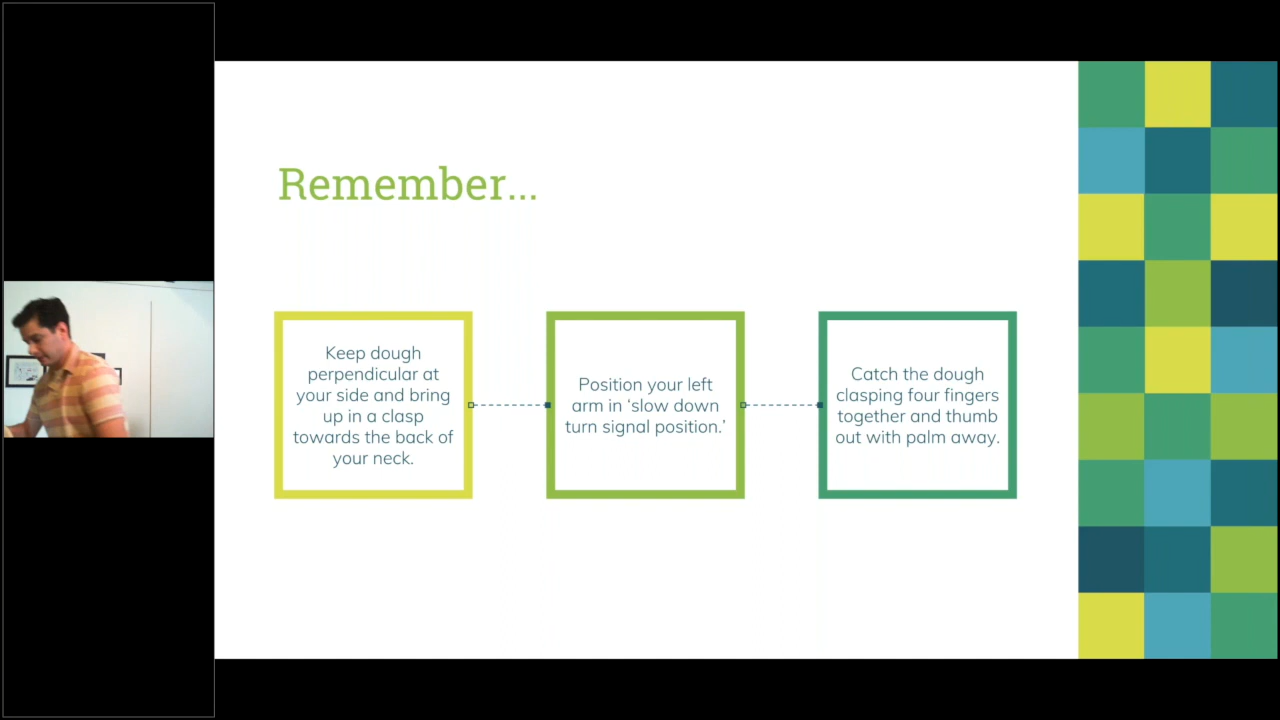 Remember...
Keep dough
perpendicular at
your side and bring
up in a clasp
towards the back of
your neck.
Position your left
arm in ‘slow down
turn signal position.’
Catch the dough
clasping four fingers
together and thumb
out with palm away.